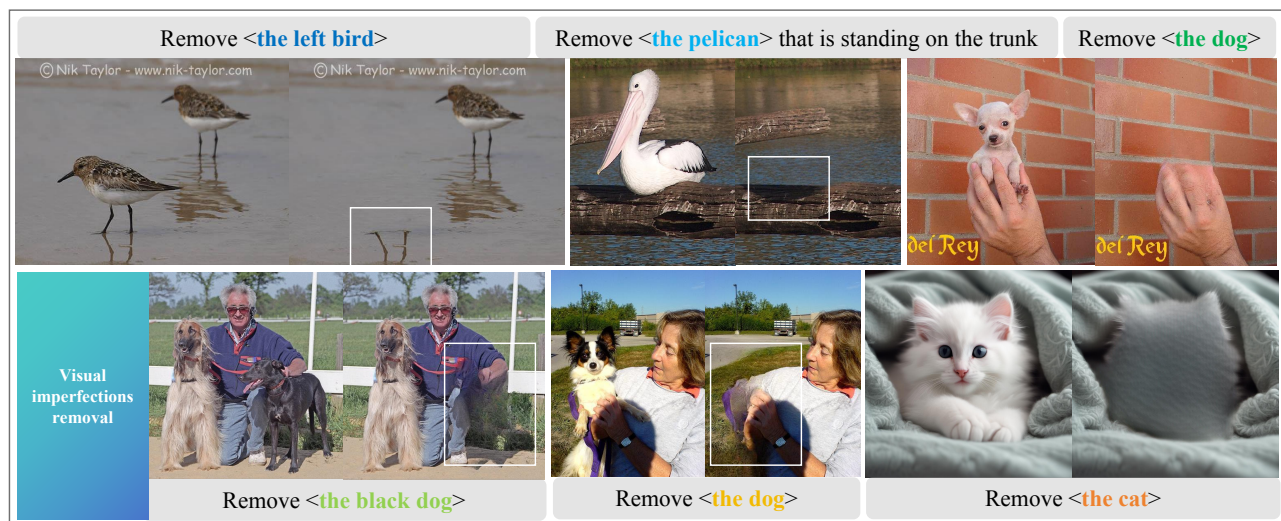 Remove <the left bird>
Remove <the pelican> that is standing on the trunk
Remove <the dog>
© Nik Taylor - www.nik-taylor.com
© Nik Taylor - www.nik-taylor.com
del Rey
del Rey
Visual
imperfections
removal
Remove <the black dog>
Remove <the dog>
Remove <the cat>